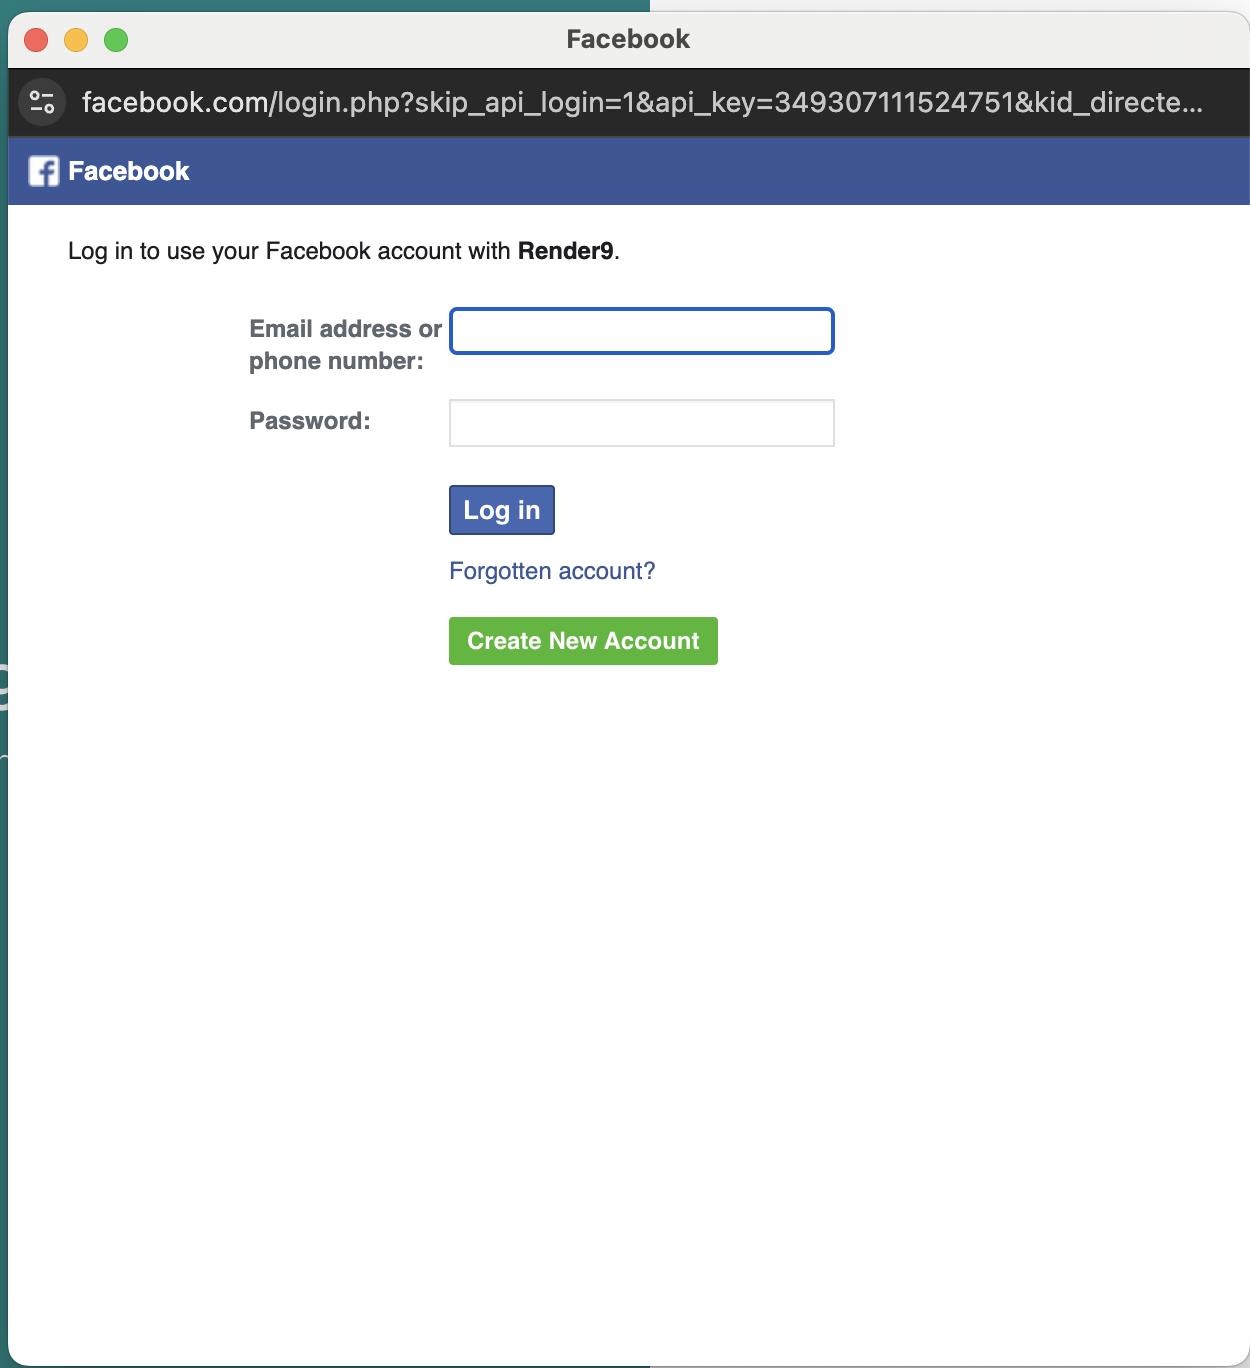 Facebook
facebook.com/login.php?skip_api_login=1&api_key=349307111524751&kid_directe...
Facebook
Log in to use your Facebook account with Render9.
Email address or
phone number:
Password:
Log in
Forgotten account?
Create New Account